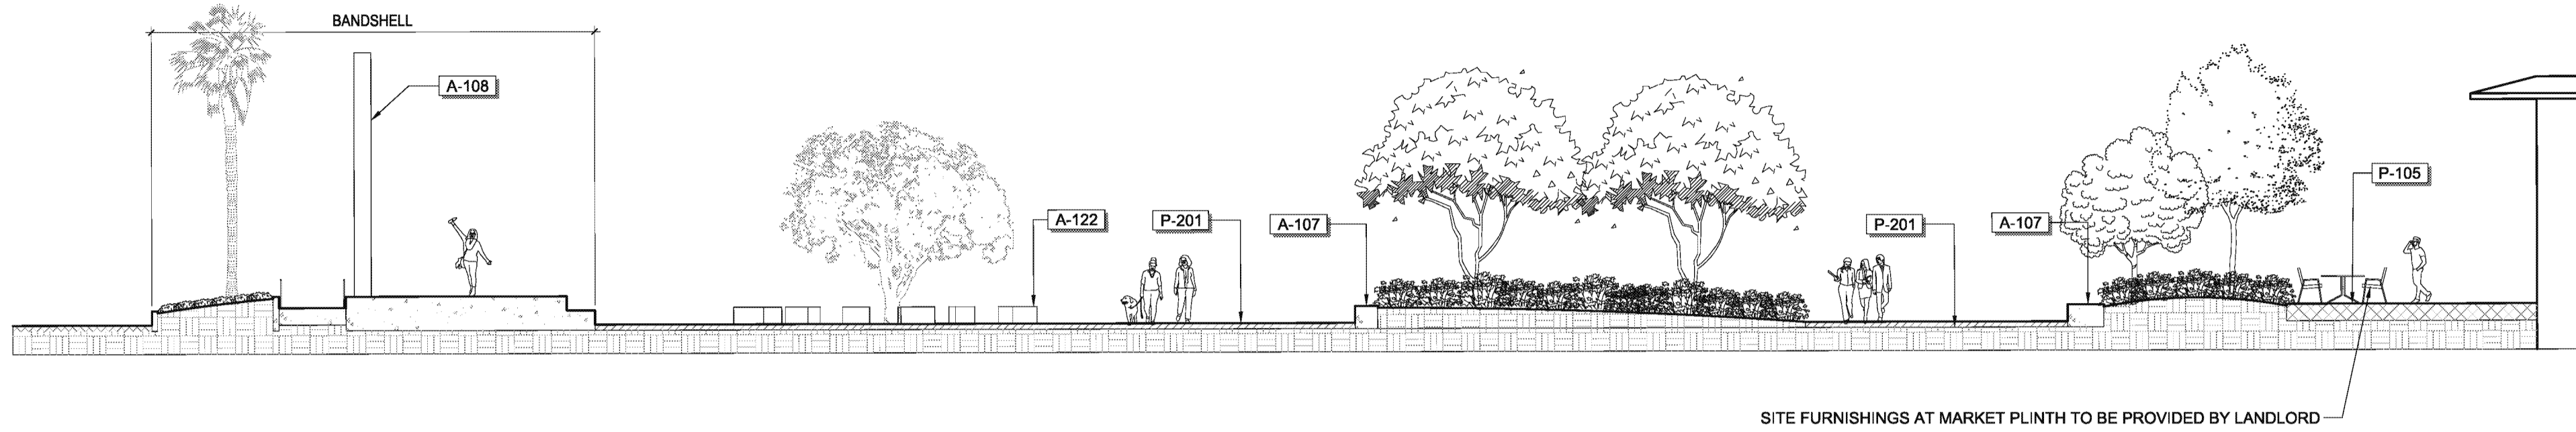 BANDSHELL
A-108
A-122
P-201
A-107
P-201
A-107
P-105
SITE FURNISHINGS AT MARKET PLINTH TO BE PROVIDED BY LANDLORD